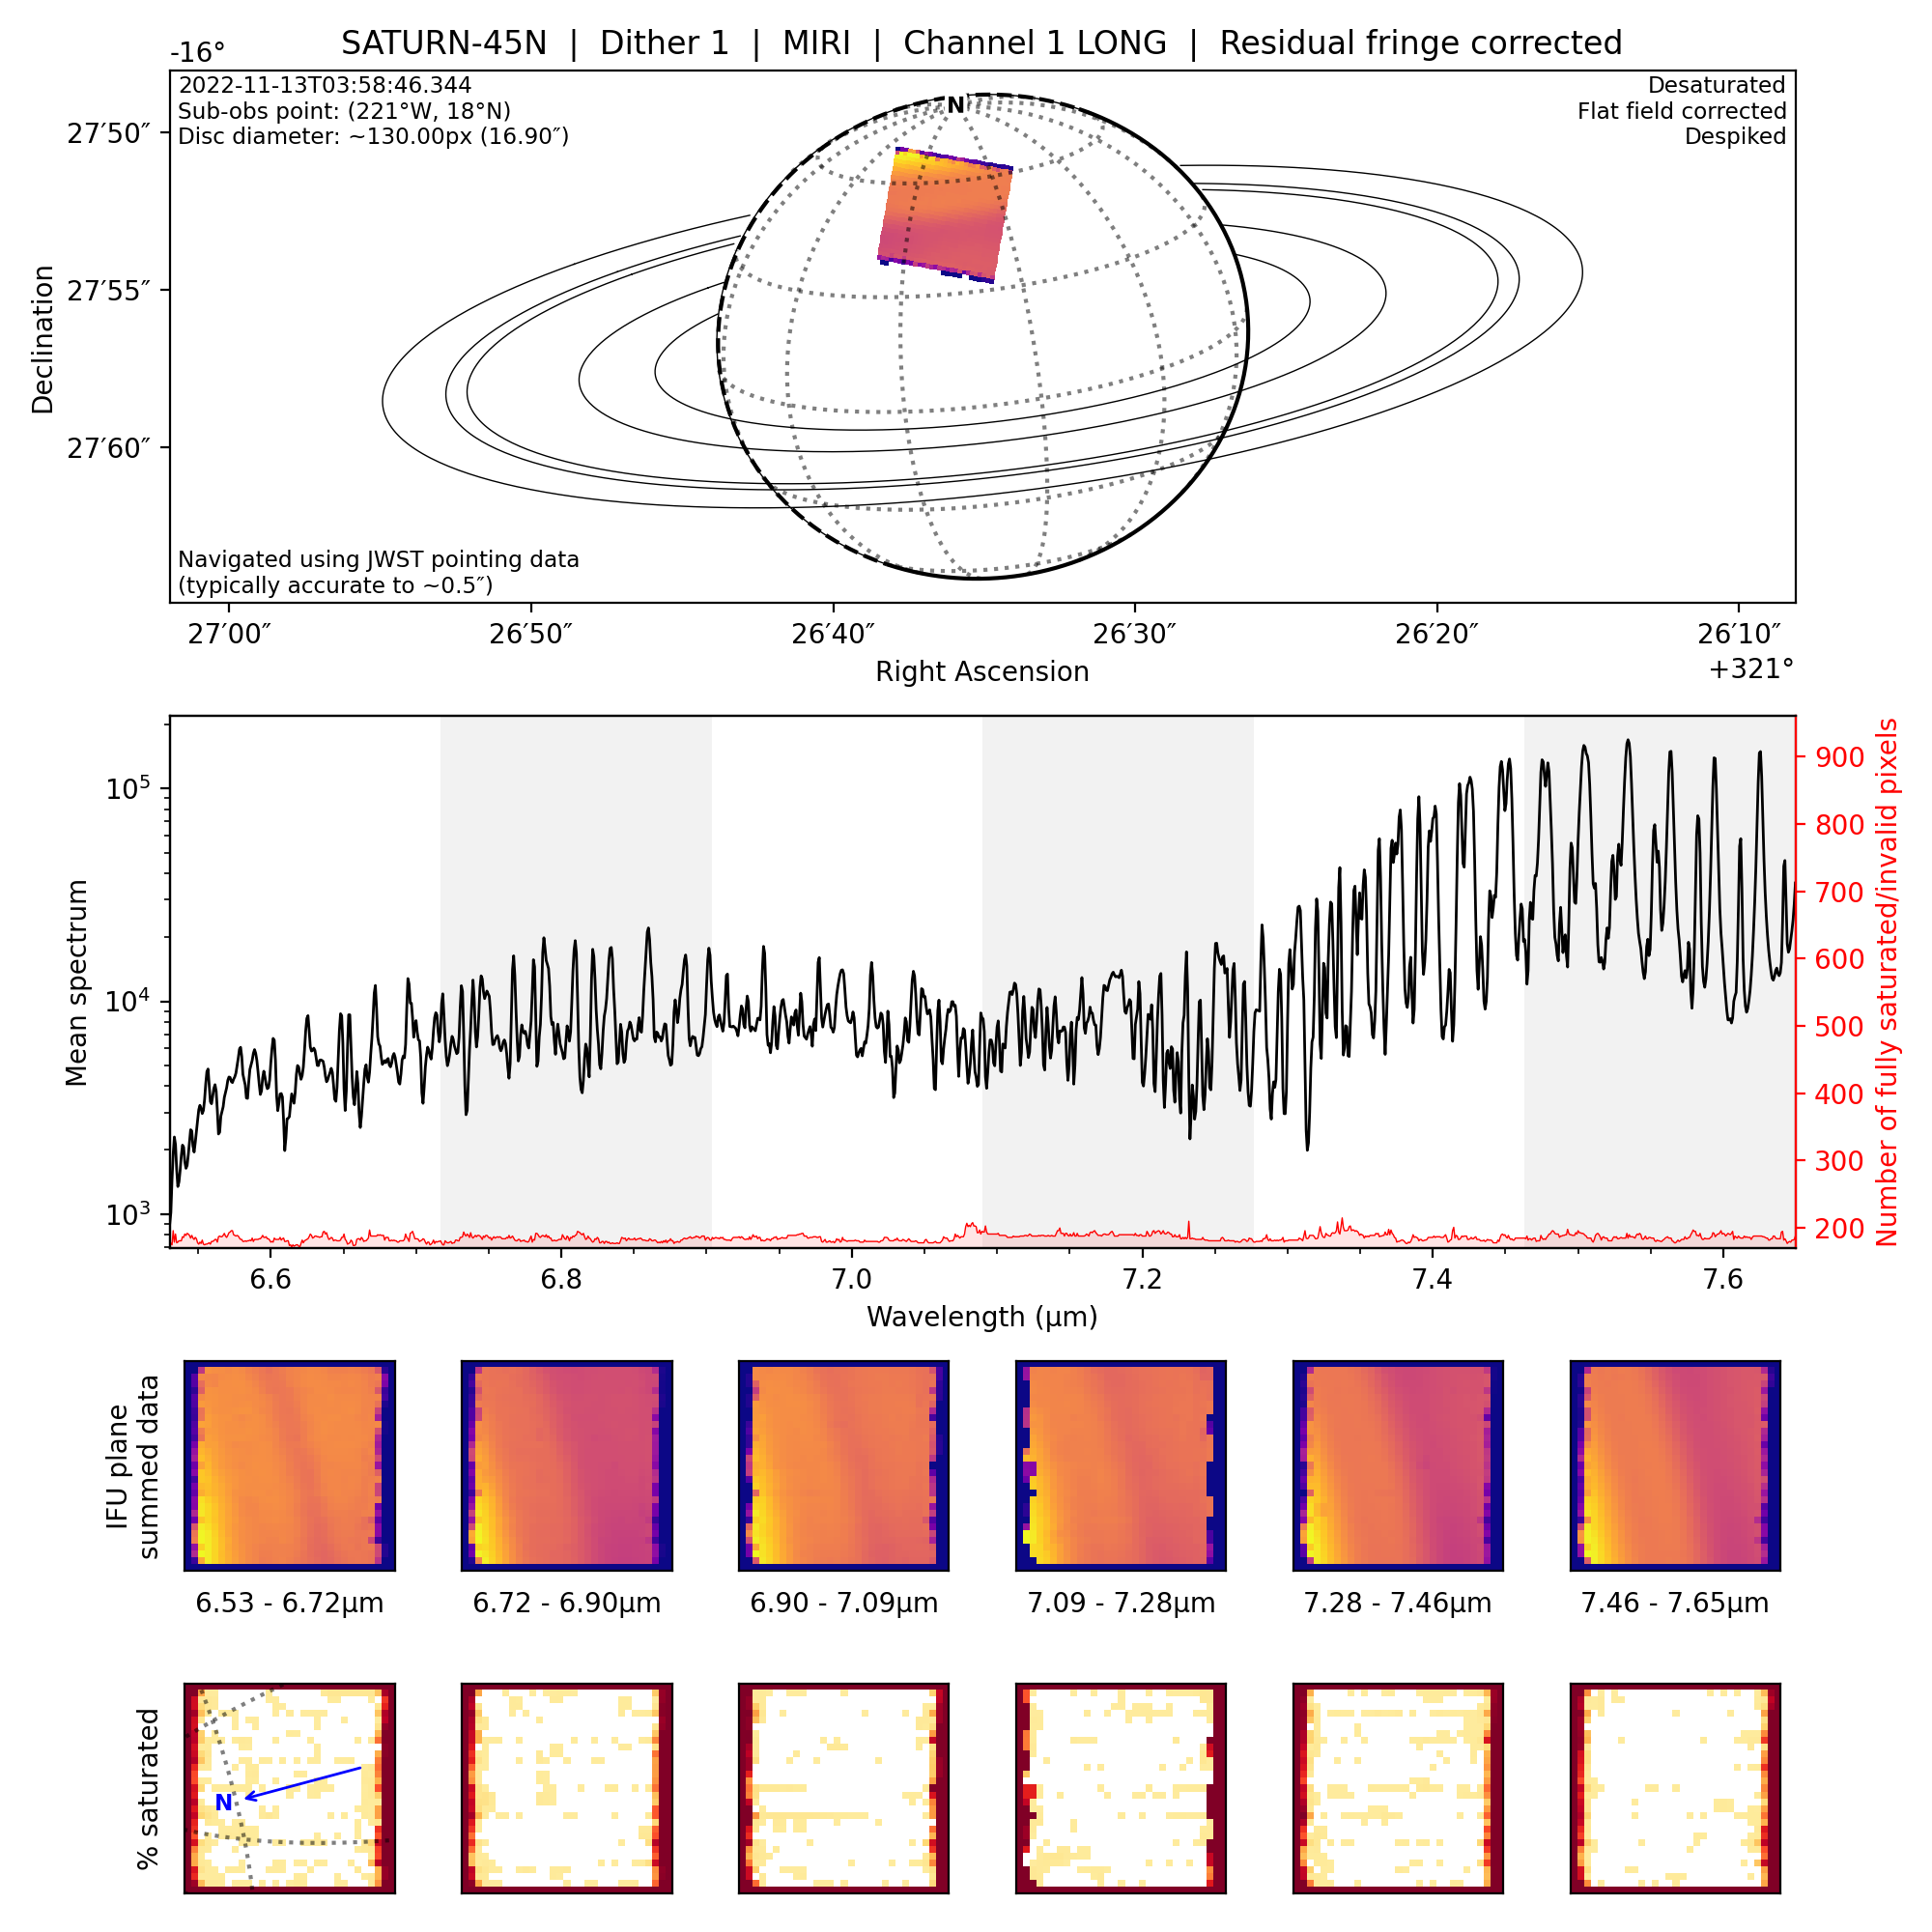 SATURN-45N | Dither 1 | MIRI | Channel 1 LONG | Residual fringe corrected
-16°
2022-11-13T03:58:46.344
Sub-obs point: (221°W, 18°N)
Disc diameter: ~130.00px (16.90″)
Desaturated
Flat field corrected
Despiked
N
27′50″
27′55″
27′60″
Declination
Navigated using JWST pointing data
(typically accurate to ~0.5″)
27′00″ 26′50″ 26′40″ 26′30″ 26′20″ 26′10″
Right Ascension
+321°
Mean spectrum
10⁵
10⁴
10³
900
800
700
600
500
400
300
200
Number of fully saturated/invalid pixels
6.6 6.8 7.0 7.2 7.4 7.6
Wavelength (µm)
IFU plane
summed data
6.53 - 6.72µm 6.72 - 6.90µm 6.90 - 7.09µm 7.09 - 7.28µm 7.28 - 7.46µm 7.46 - 7.65µm
% saturated
N